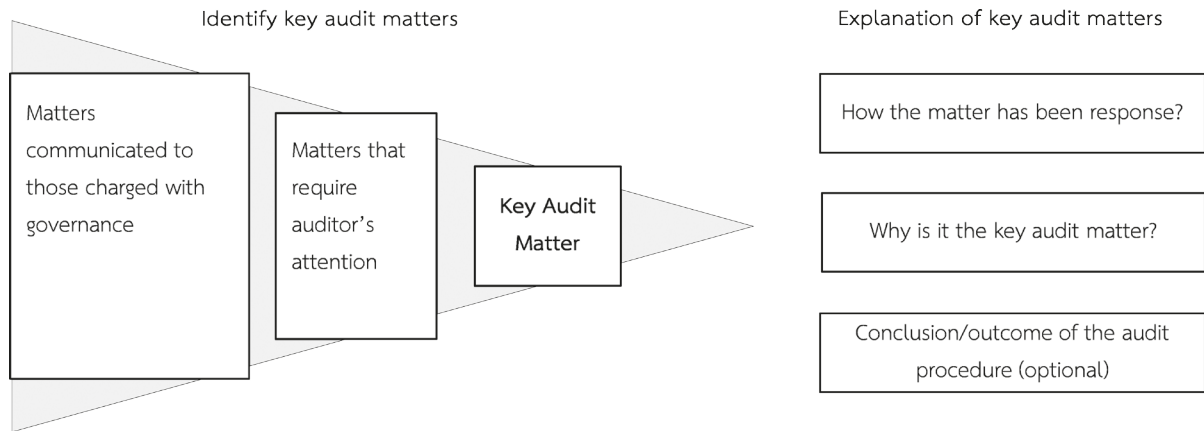 Identify key audit matters
Explanation of key audit matters
Matters
communicated to
those charged with
governance
Matters that
require
auditor's
attention
Key Audit
Matter
How the matter has been response?
Why is it the key audit matter?
Conclusion/outcome of the audit
procedure (optional)